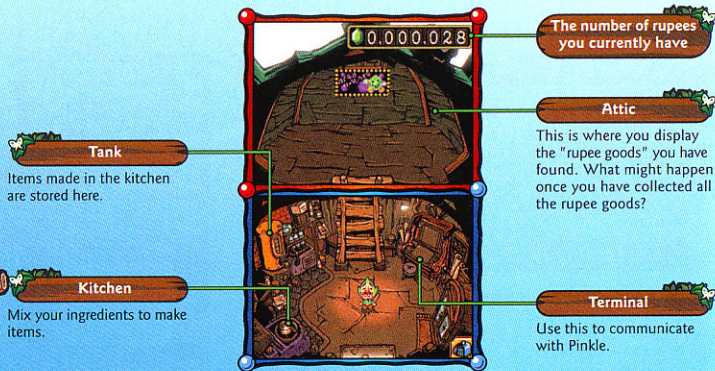 0.000.028
The number of rupees
you currently have
Attic
This is where you display
the "rupee goods" you have
found. What might happen
once you have collected all
the rupee goods?
Tank
Items made in the kitchen
are stored here.
Kitchen
Mix your ingredients to make
items.
Terminal
Use this to communicate
with Pinkle.